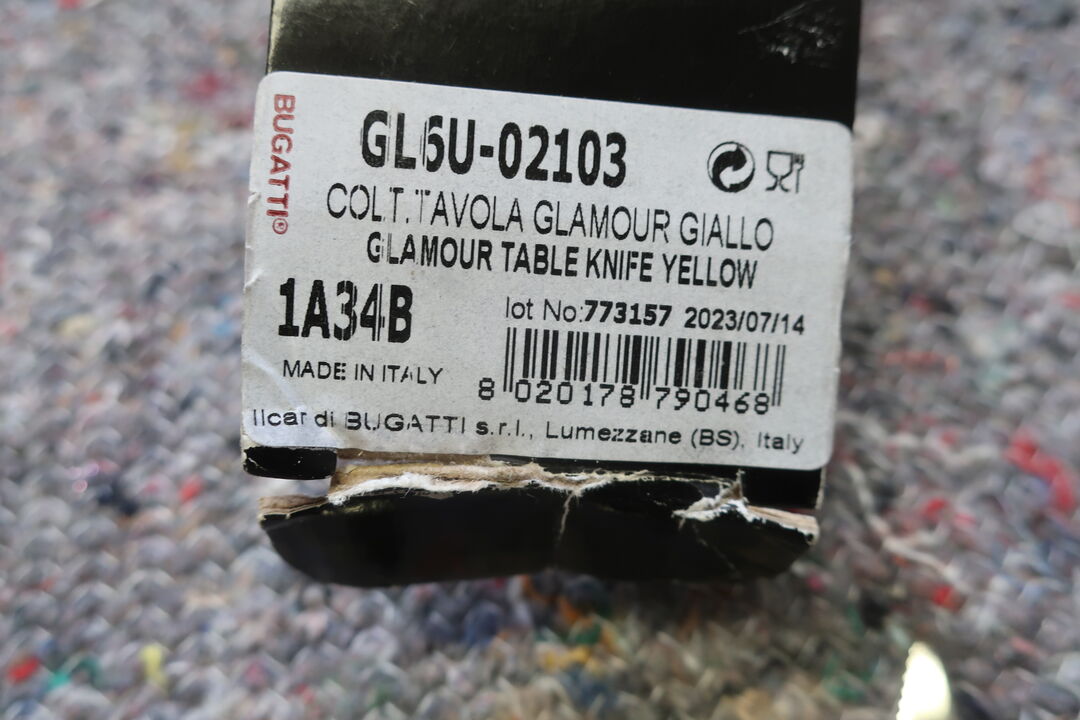 BUGATTI®
GL6U-02103
COLT.TAVOLA GLAMOUR GIALLO
GLAMOUR TABLE KNIFE YELLOW
1A34B
lot No:773157 2023/07/14
MADE IN ITALY
8 020178 790468
Ilcar di BUGATTI s.r.l., Lumezzane (BS), Italy